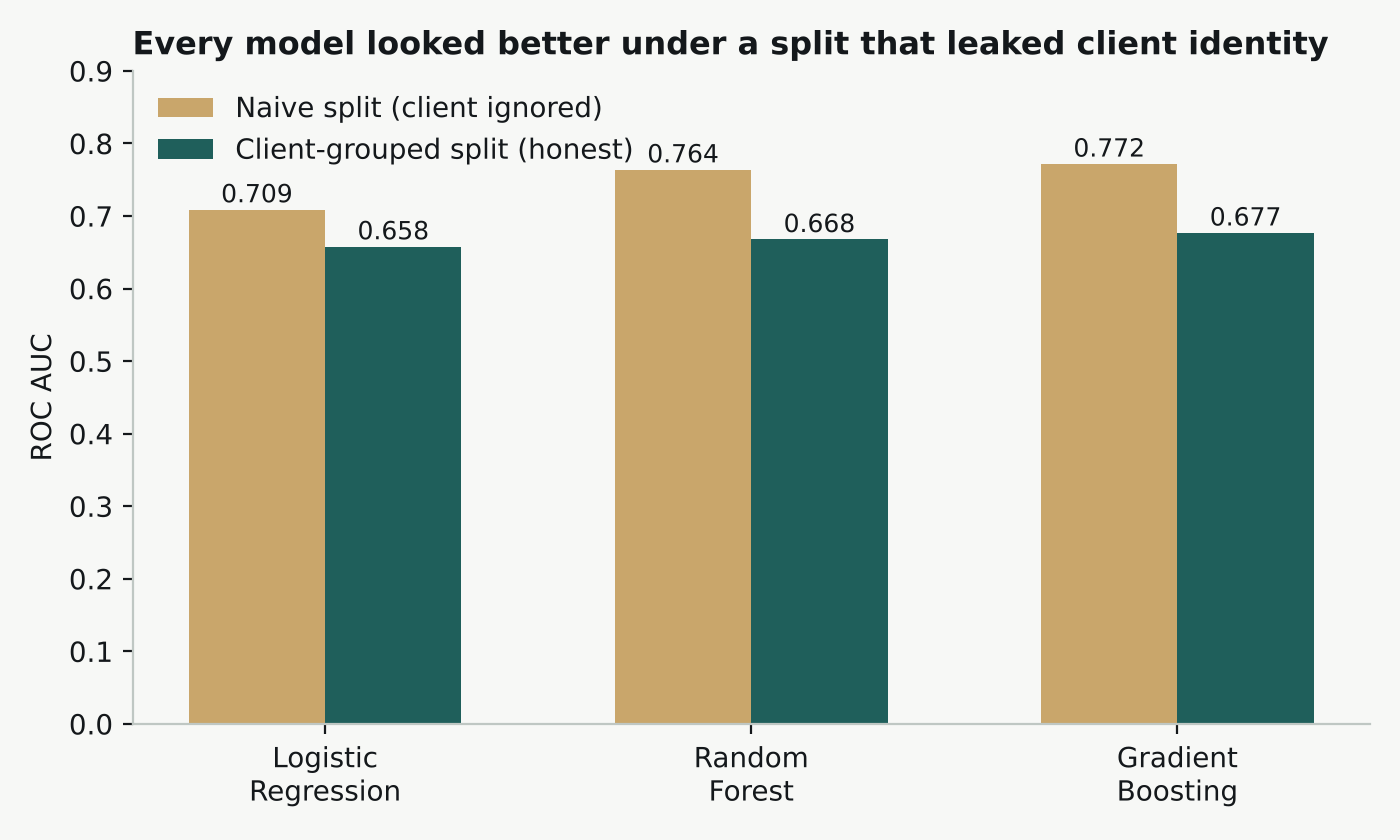 Every model looked better under a split that leaked client identity
Naive split (client ignored)
Client-grouped split (honest)
0.9
0.8
0.7
0.6
0.5
0.4
0.3
0.2
0.1
0.0
ROC AUC
0.709
0.658
0.764
0.668
0.772
0.677
Logistic
Regression
Random
Forest
Gradient
Boosting